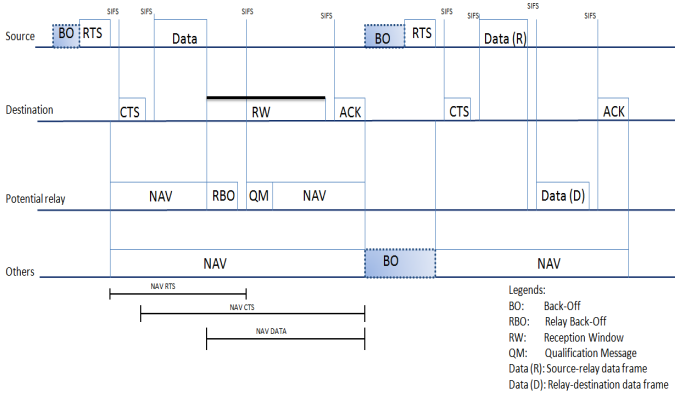 SIFS SIFS SIFS SIFS SIFS SIFS SIFS SIFS
Source BO RTS Data BO RTS Data (R)
Destination CTS RW ACK CTS ACK
Potential relay NAV RBO QM NAV Data (D)
Others NAV BO NAV
NAV RTS
NAV CTS
NAV DATA
Legends:
BO: Back-Off
RBO: Relay Back-Off
RW: Reception Window
QM: Qualification Message
Data (R): Source-relay data frame
Data (D): Relay-destination data frame